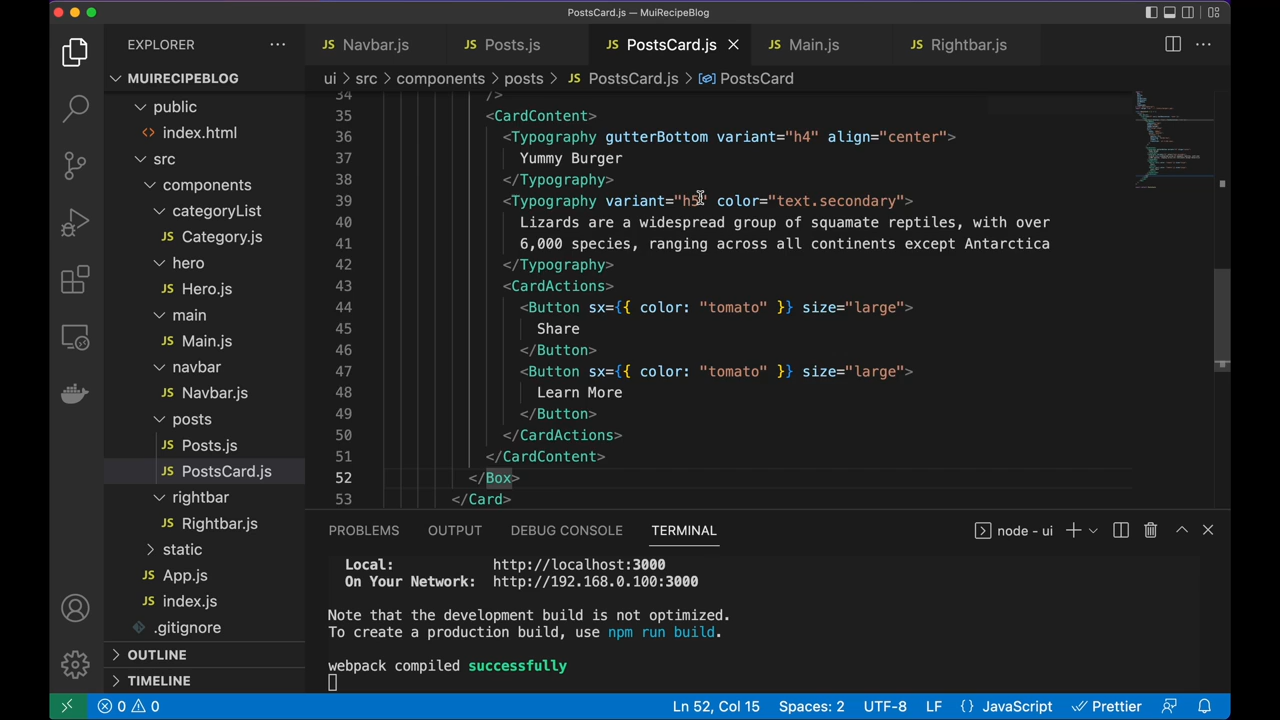 PostsCard.js — MuiRecipeBlog
EXPLORER
Navbar.js
Posts.js
PostsCard.js
Main.js
Rightbar.js
MUIRECIPEBLOG
ui > src > components > posts > JS PostsCard.js > PostsCard
public
index.html
src
components
categoryList
JS Category.js
hero
JS Hero.js
main
JS Main.js
navbar
JS Navbar.js
posts
JS Posts.js
JS PostsCard.js
rightbar
JS Rightbar.js
static
JS App.js
JS index.js
.gitignore
OUTLINE
TIMELINE
34 />
35 <CardContent>
36 <Typography gutterBottom variant="h4" align="center">
37 Yummy Burger
38 </Typography>
39 <Typography variant="h5" color="text.secondary">
40 Lizards are a widespread group of squamate reptiles, with over
41 6,000 species, ranging across all continents except Antarctica
42 </Typography>
43 <CardActions>
44 <Button sx={{ color: "tomato" }} size="large">
45 Share
46 </Button>
47 <Button sx={{ color: "tomato" }} size="large">
48 Learn More
49 </Button>
50 </CardActions>
51 </CardContent>
52 </Box>
53 </Card>
PROBLEMS OUTPUT DEBUG CONSOLE TERMINAL
node - ui
Local: http://localhost:3000
On Your Network: http://192.168.0.100:3000
Note that the development build is not optimized.
To create a production build, use npm run build.
webpack compiled successfully
0 0
Ln 52, Col 15 Spaces: 2 UTF-8 LF {} JavaScript Prettier